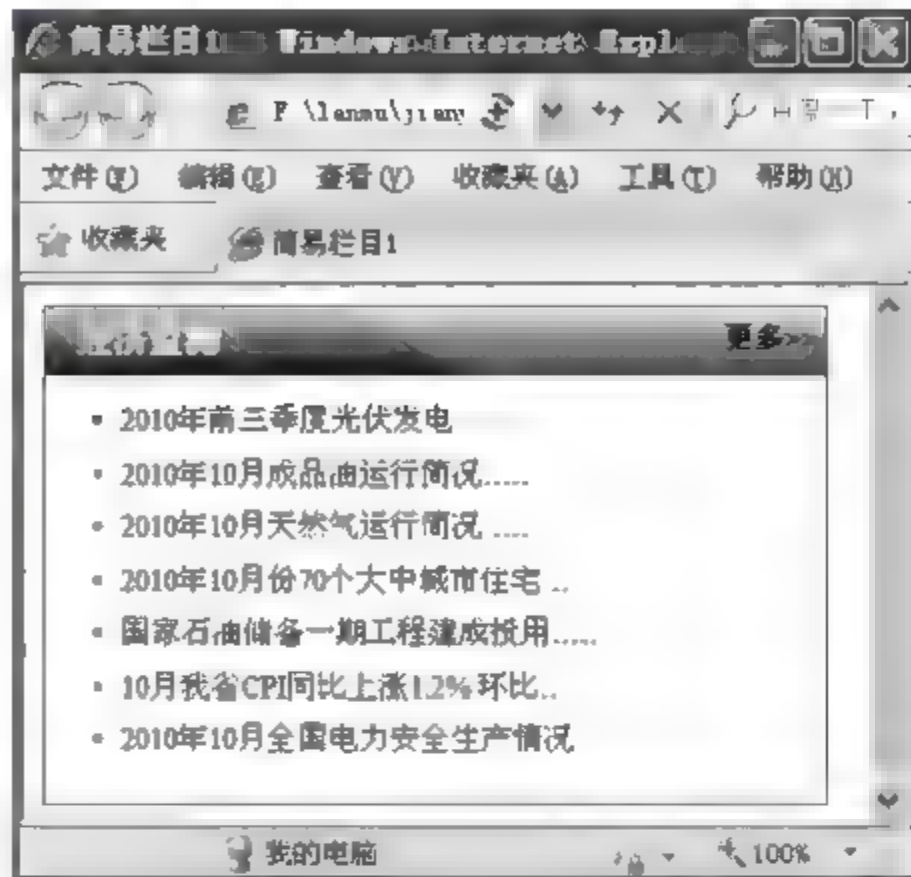 简易栏目1 Windows Internet Expl
文件(F) 编辑(E) 查看(V) 收藏夹(A) 工具(T) 帮助(H)
收藏夹 简易栏目1
更多>>
2010年前三季度光伏发电
2010年10月成品油运行简况.....
2010年10月天然气运行简况 ....
2010年10月份70个大中城市住宅 ..
国家石油储备一期工程建成投用.....
10月我省CPI同比上涨1.2% 环比..
2010年10月全国电力安全生产情况
我的电脑 100%